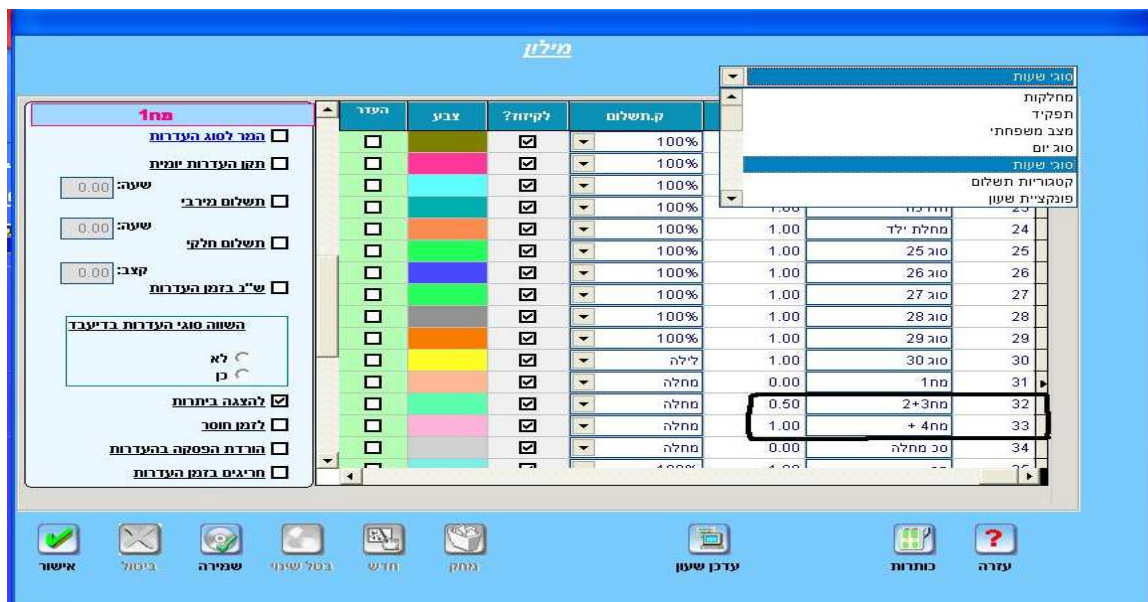 מילון
סוגי שעות
מחלקות
תפקיד
מצב משפחתי
סוג יום
סוגי שעות
קטגוריות תשלום
פונקציית שעון
ק.תשלום לקיזוז? צבע העדר
100%
100%
100%
100%
24 מחלת ילד 1.00 100%
25 סוג 25 1.00 100%
26 סוג 26 1.00 100%
27 סוג 27 1.00 100%
28 סוג 28 1.00 100%
29 סוג 29 1.00 100%
30 סוג 30 1.00 לילה
31 מח1 0.00 מחלה
32 מח2+3 0.50 מחלה
33 מח4 + 1.00 מחלה
34 סכ מחלה 0.00 מחלה
מח1
המר לסוג העדרות
תקן העדרות יומית
שעה: 0.00
תשלום מירבי
שעה: 0.00
תשלום חלקי
קצב: 0.00
ש"נ בזמן העדרות
השווה סוגי העדרות בדיעבד
לא
כן
להצגה ביתרות
לזמן חוסר
הורדת הפסקה בהעדרות
חריגים בזמן העדרות
עזרה כותרות עדכן שעון מחק חדש בטל שינוי שמירה ביטול אישור